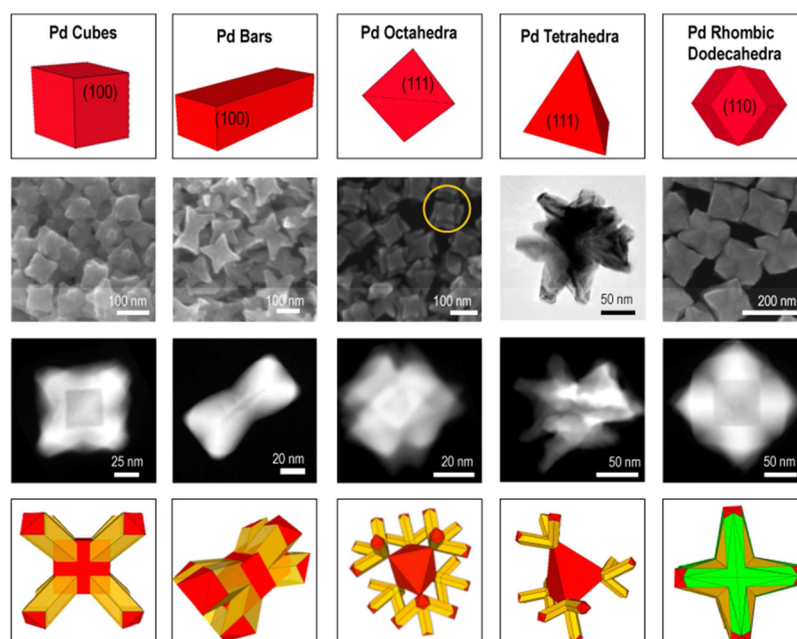 Pd Cubes
Pd Bars
Pd Octahedra
Pd Tetrahedra
Pd Rhombic
Dodecahedra
(100)
(100)
(111)
(111)
(110)
100 nm
100 nm
100 nm
50 nm
200 nm
25 nm
20 nm
20 nm
50 nm
50 nm